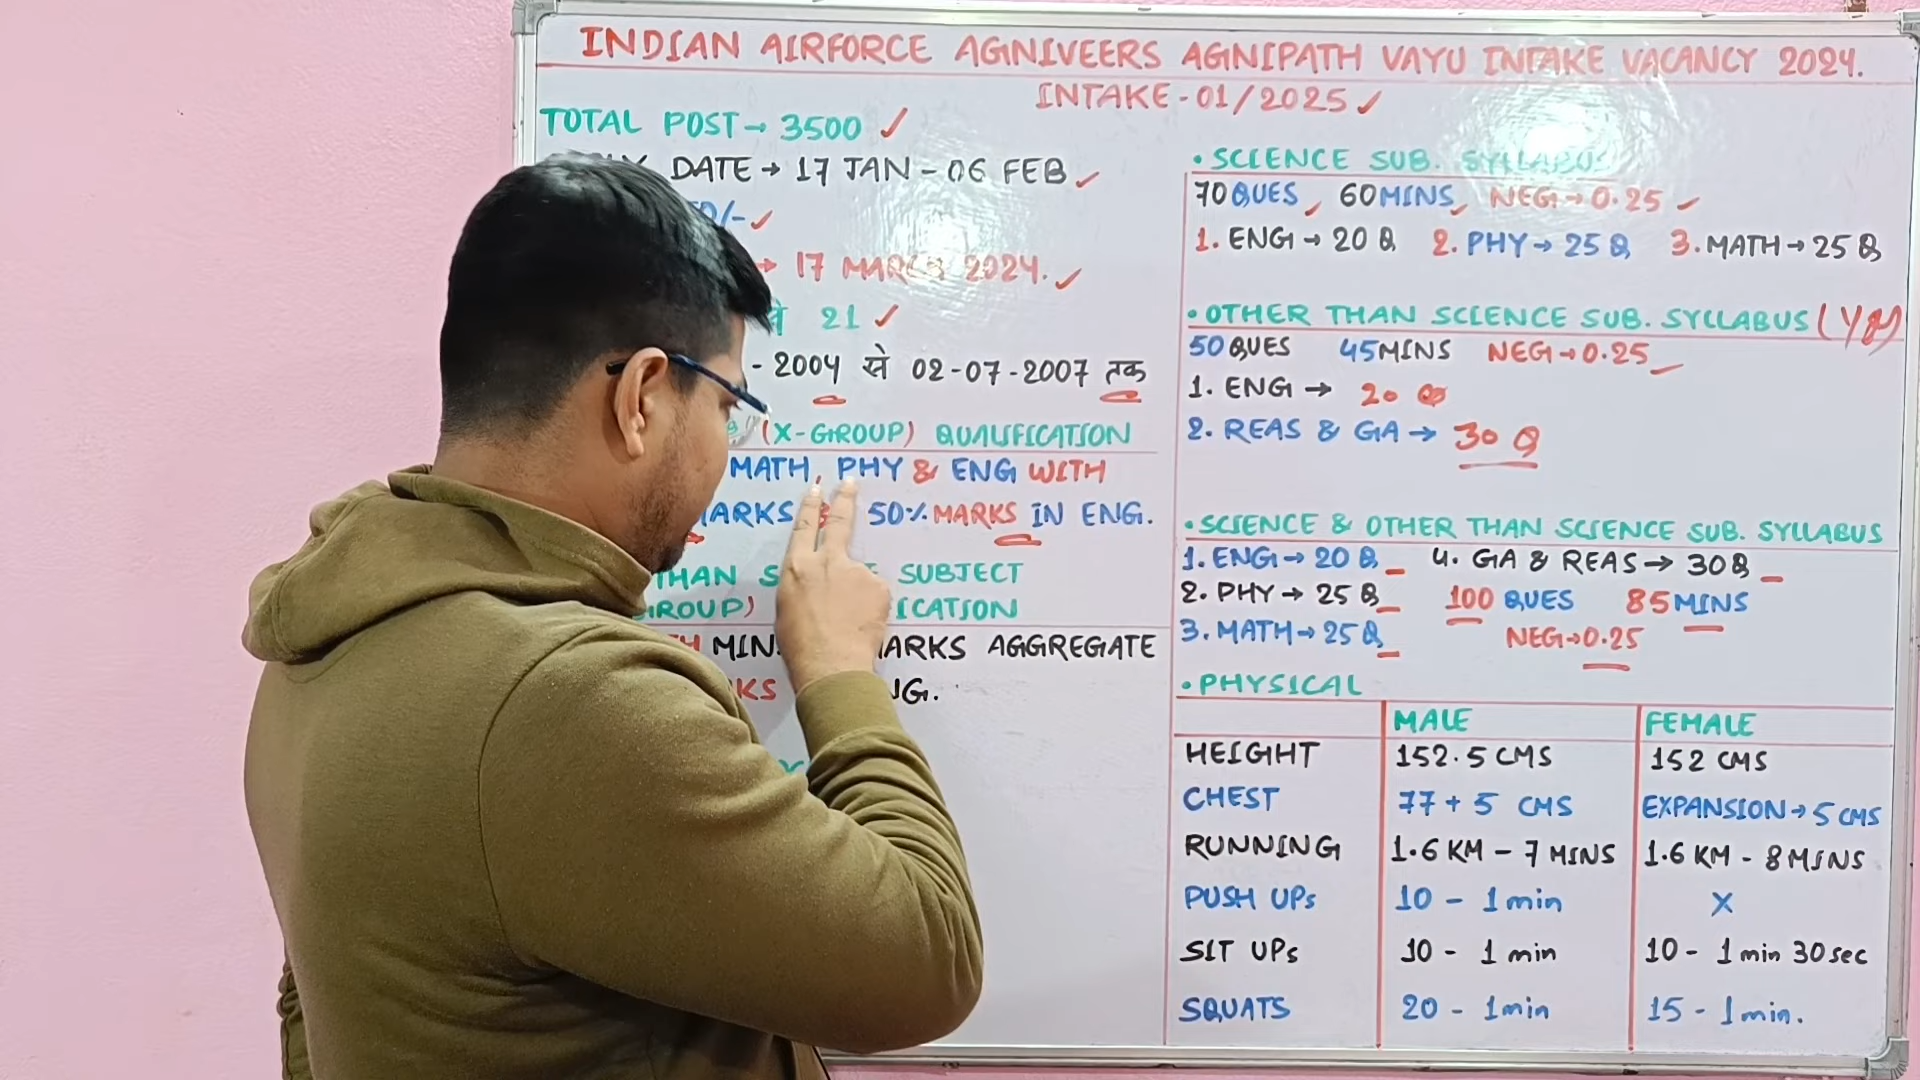 INDIAN AIRFORCE AGNIVEERS AGNIPATH VAYU INTAKE VACANCY 2024.
INTAKE-01/2025 ✓
TOTAL POST → 3500 ✓
DATE → 17 JAN - 06 FEB ✓
/- ✓
→ 17 MARCH 2024. ✓
21 ✓
- 2004 से 02-07-2007 तक
(X-GROUP) QUALIFICATION
MATH, PHY & ENG WITH
MARKS 50% MARKS IN ENG.
THAN SUBJECT
GROUP)
MIN. MARKS AGGREGATE
• SCIENCE SUB. SYLLABUS
70 QUES, 60 MINS, NEG → 0.25 ✓
1. ENG → 20 Q 2. PHY → 25 Q 3. MATH → 25 Q
• OTHER THAN SCIENCE SUB. SYLLABUS
50 QUES 45 MINS NEG → 0.25
1. ENG → 20 Q
2. REAS & GA → 30 Q
• SCIENCE & OTHER THAN SCIENCE SUB. SYLLABUS
1. ENG → 20 Q 4. GA & REAS → 30 Q
2. PHY → 25 Q 100 QUES 85 MINS
3. MATH → 25 Q NEG → 0.25
• PHYSICAL
MALE FEMALE
HEIGHT 152.5 CMS 152 CMS
CHEST 77 + 5 CMS EXPANSION → 5 CMS
RUNNING 1.6 KM - 7 MINS 1.6 KM - 8 MINS
PUSH UPs 10 - 1 min X
SIT UPs 10 - 1 min 10 - 1 min 30 sec
SQUATS 20 - 1 min 15 - 1 min.